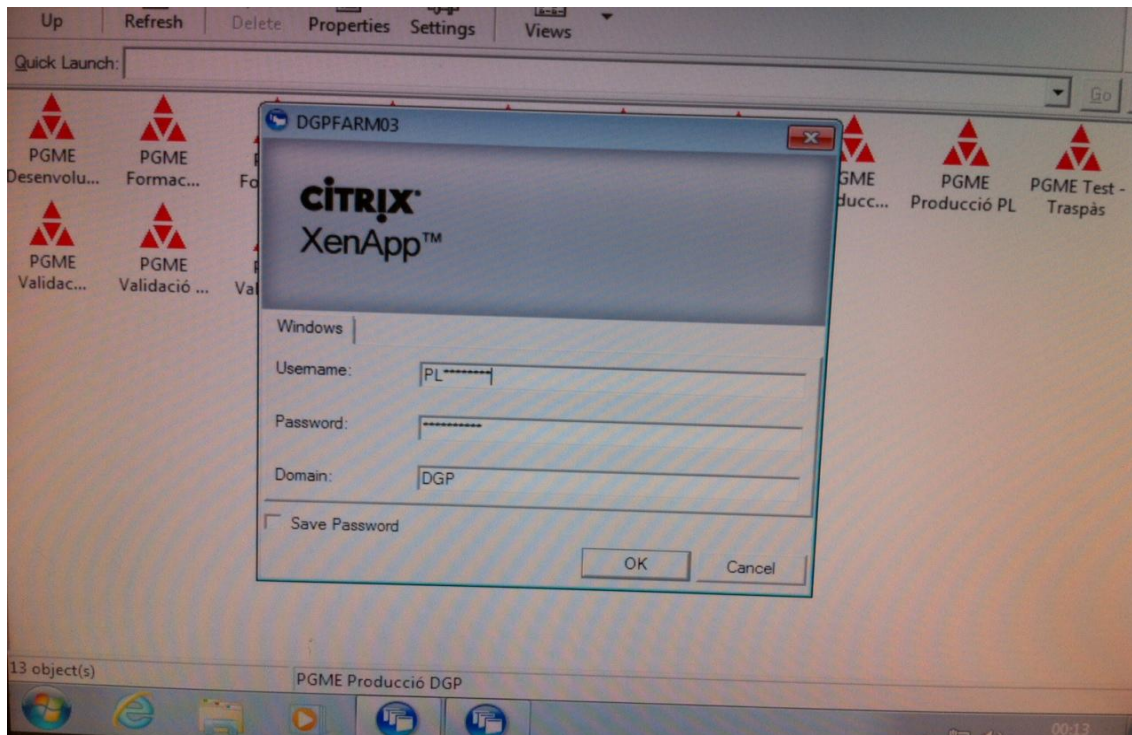 Up Refresh Delete Properties Settings Views
Quick Launch: Go
DGPFARM03
PGME
Desenvolu...
PGME
Formac...
PGME
Producció PL
PGME Test -
Traspàs
PGME
Validac...
PGME
Validació ...
CITRIX
XenApp™
Windows
Username: PL********
Password: **********
Domain: DGP
Save Password
OK Cancel
13 object(s) PGME Producció DGP
00:13